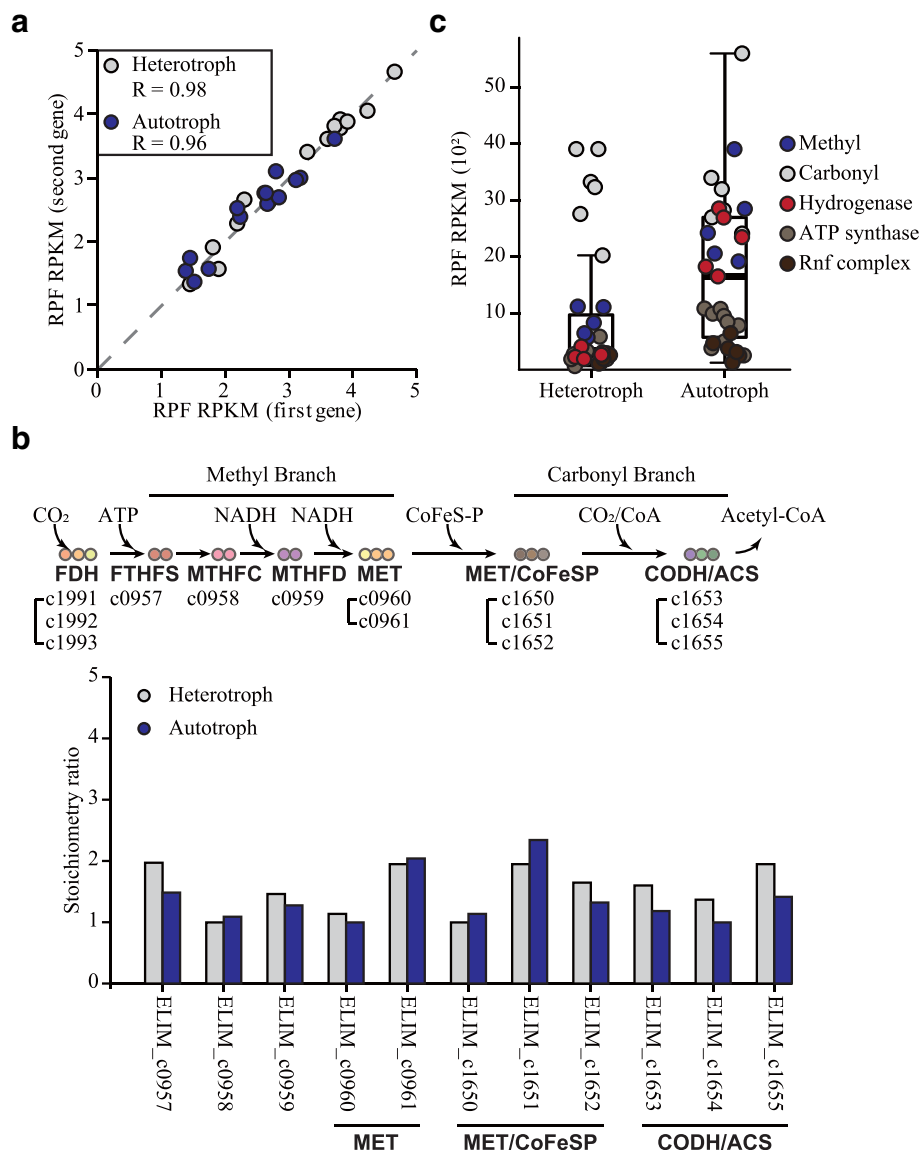 a
5
4
3
2
1
0
RPF RPKM (second gene)
Heterotroph
R = 0.98
Autotroph
R = 0.96
0 1 2 3 4 5
RPF RPKM (first gene)
c
50
40
30
20
10
RPF RPKM (10²)
Heterotroph Autotroph
Methyl
Carbonyl
Hydrogenase
ATP synthase
Rnf complex
b
Methyl Branch Carbonyl Branch
CO₂ ATP NADH NADH CoFeS-P CO₂/CoA Acetyl-CoA
FDH FTHFS MTHFC MTHFD MET MET/CoFeSP CODH/ACS
c1991 c0957 c0958 c0959 c0960 c1650 c1653
c1992 c0961 c1651 c1654
c1993 c1652 c1655
5
4
3
2
1
0
Stoichiometry ratio
Heterotroph
Autotroph
ELIM_c0957
ELIM_c0958
ELIM_c0959
ELIM_c0960
ELIM_c0961
ELIM_c1650
ELIM_c1651
ELIM_c1652
ELIM_c1653
ELIM_c1654
ELIM_c1655
MET MET/CoFeSP CODH/ACS